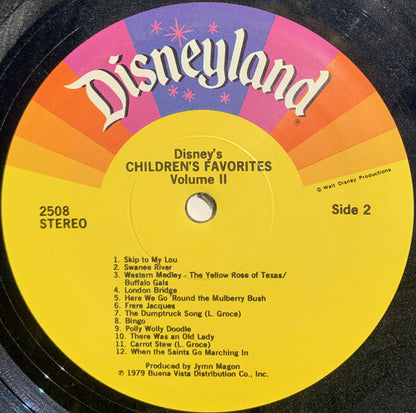 Disneyland
®
Disney's
CHILDREN'S FAVORITES
Volume II
© Walt Disney Productions
2508
STEREO
Side 2
1. Skip to My Lou
2. Swanee River
3. Western Medley - The Yellow Rose of Texas/
Buffalo Gals
4. London Bridge
5. Here We Go 'Round the Mulberry Bush
6. Frere Jacques
7. The Dumptruck Song (L. Groce)
8. Bingo
9. Polly Wolly Doodle
10. There was an Old Lady
11. Carrot Stew (L. Groce)
12. When the Saints Go Marching In
Produced by Jymn Magon
℗ 1979 Buena Vista Distribution Co., Inc.